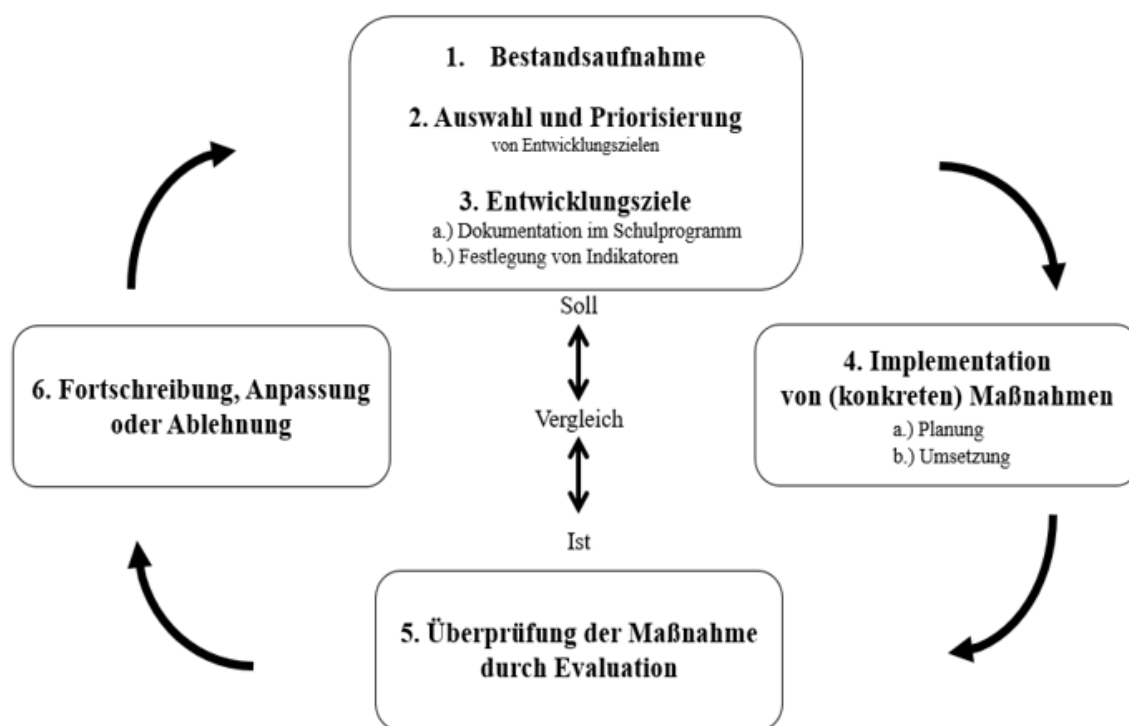 1. Bestandsaufnahme
2. Auswahl und Priorisierung
von Entwicklungszielen
3. Entwicklungsziele
a.) Dokumentation im Schulprogramm
b.) Festlegung von Indikatoren
Soll
Vergleich
Ist
4. Implementation
von (konkreten) Maßnahmen
a.) Planung
b.) Umsetzung
5. Überprüfung der Maßnahme
durch Evaluation
6. Fortschreibung, Anpassung
oder Ablehnung